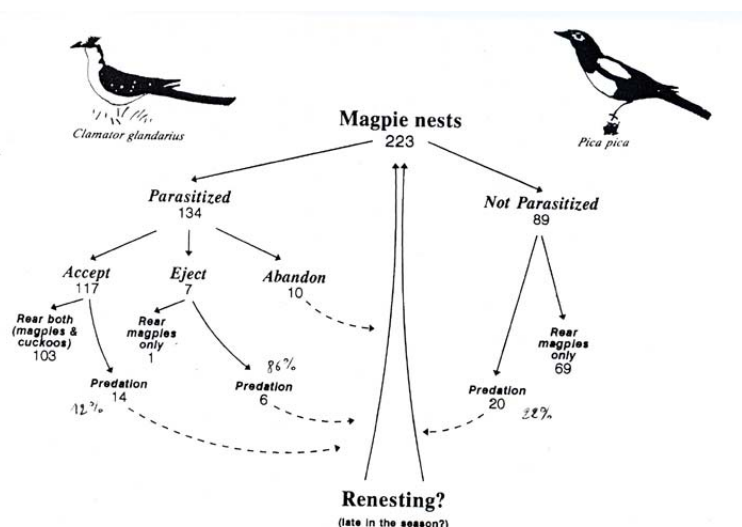 Clamator glandarius
Pica pica
Magpie nests
223
Parasitized
134
Not Parasitized
89
Accept
117
Eject
7
Abandon
10
Rear both
(magpies &
cuckoos)
103
Rear
magpies
only
1
Rear
magpies
only
69
Predation
14
12%
86%
Predation
6
Predation
20
22%
Renesting?
(late in the season?)